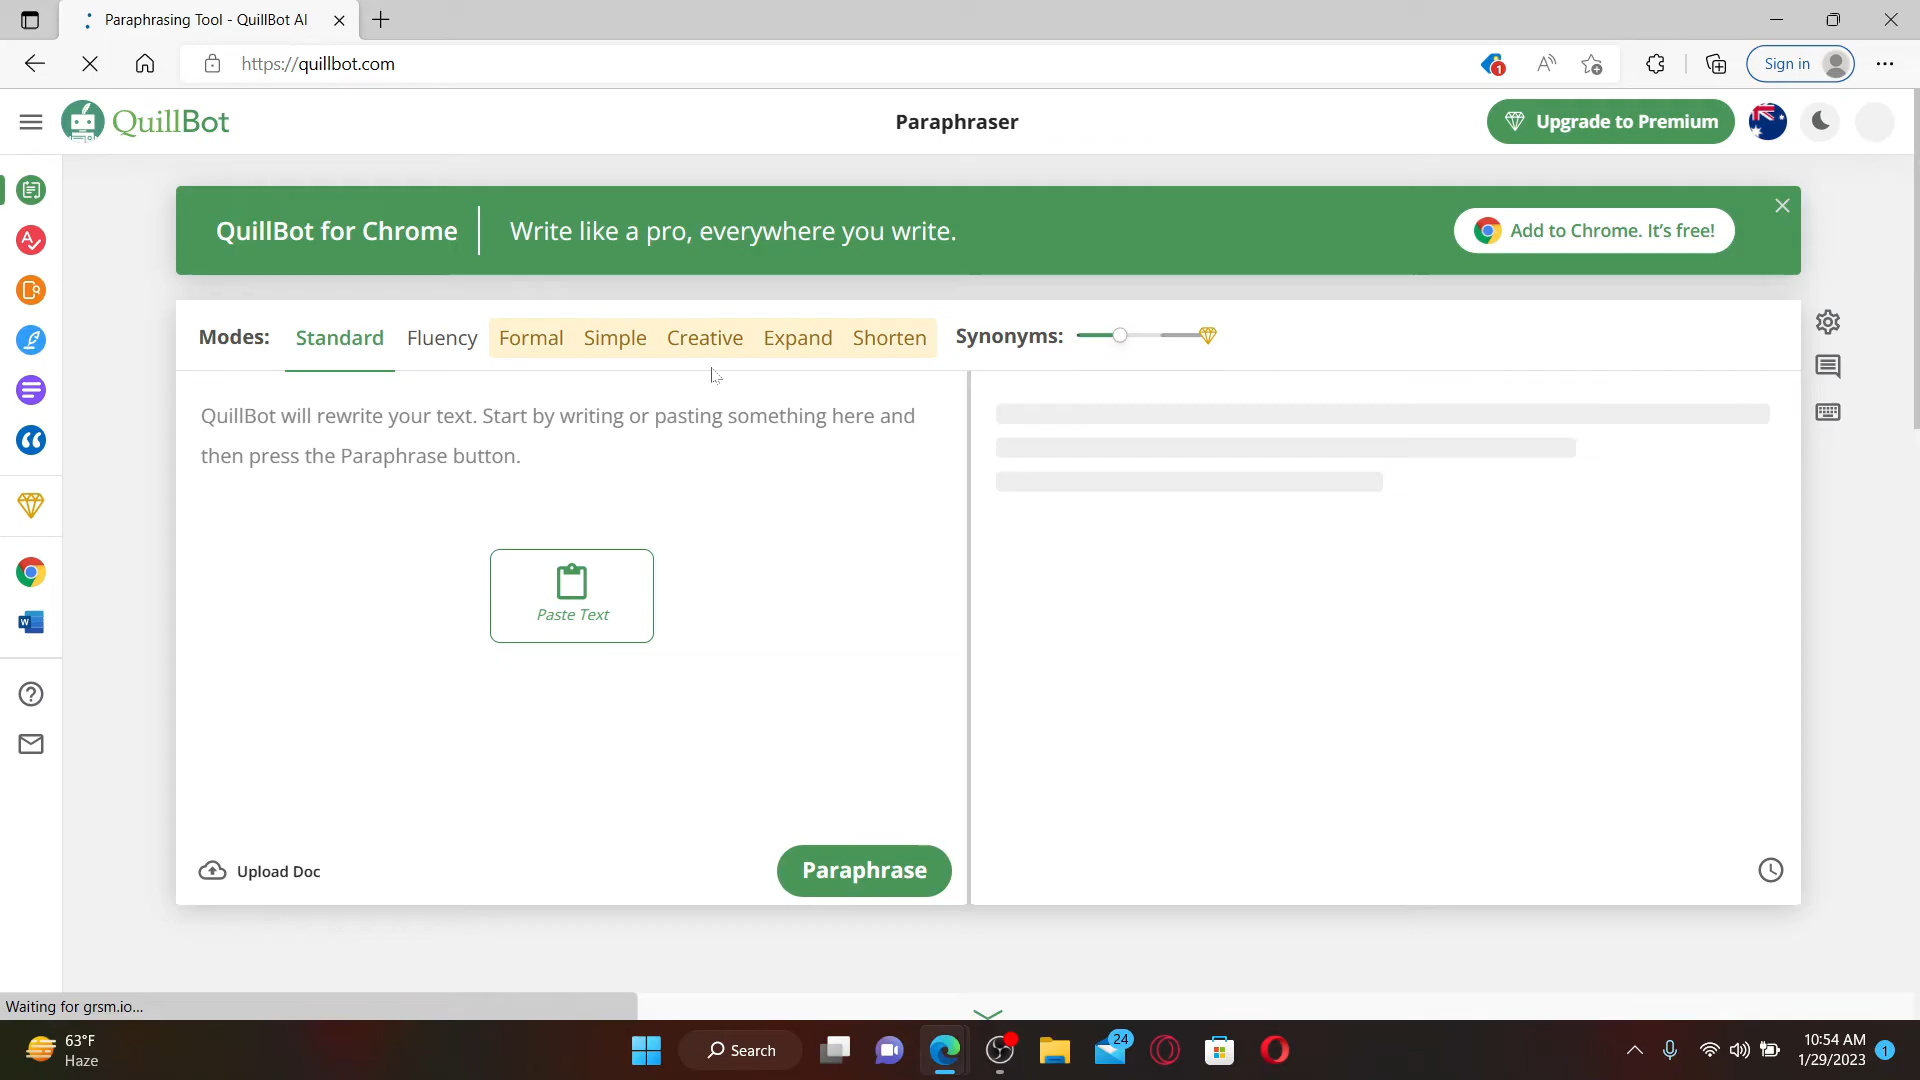 Paraphrasing Tool - QuillBot AI
https://quillbot.com
1
Sign in
QuillBot
Paraphraser
Upgrade to Premium
QuillBot for Chrome
Write like a pro, everywhere you write.
Add to Chrome. It's free!
Modes:
Standard
Fluency
Formal
Simple
Creative
Expand
Shorten
Synonyms:
QuillBot will rewrite your text. Start by writing or pasting something here and
then press the Paraphrase button.
Paste Text
Upload Doc
Paraphrase
Waiting for grsm.io...
63°F
Haze
Search
24
10:54 AM
1/29/2023
1